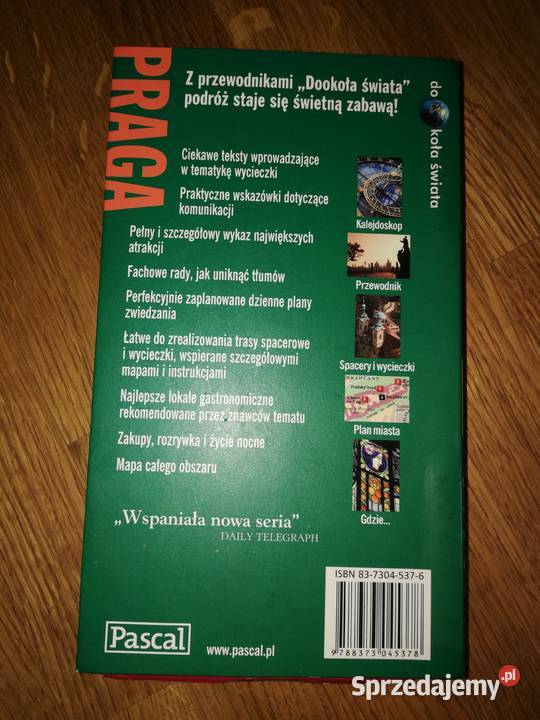 PRAGA
Z przewodnikami „Dookoła świata”
podróż staje się świetną zabawą!
do koła świata
Ciekawe teksty wprowadzające
w tematykę wycieczki
Praktyczne wskazówki dotyczące
komunikacji
Pełny i szczegółowy wykaz największych
atrakcji
Fachowe rady, jak uniknąć tłumów
Perfekcyjnie zaplanowane dzienne plany
zwiedzania
Łatwe do zrealizowania trasy spacerowe
i wycieczki, wspierane szczegółowymi
mapami i instrukcjami
Najlepsze lokale gastronomiczne
rekomendowane przez znawców tematu
Zakupy, rozrywka i życie nocne
Mapa całego obszaru
Kalejdoskop
Przewodnik
Spacery i wycieczki
Plan miasta
Gdzie...
„Wspaniała nowa seria”
DAILY TELEGRAPH
ISBN 83-7304-537-6
9 788373 045378
Pascal
www.pascal.pl
Sprzedajemy.pl